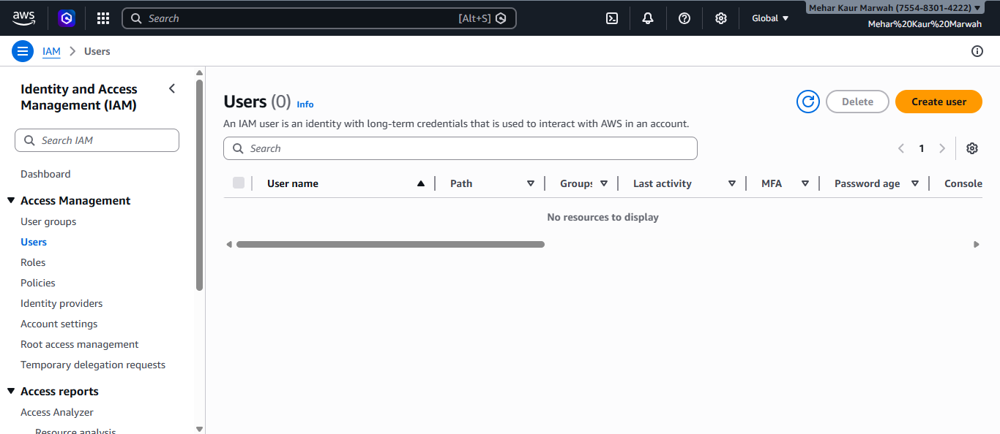 aws
Search [Alt+S]
Global
Mehar Kaur Marwah (7554-8301-4222)
Mehar%20Kaur%20Marwah
IAM > Users
Identity and Access
Management (IAM)
Search IAM
Dashboard
Access Management
User groups
Users
Roles
Policies
Identity providers
Account settings
Root access management
Temporary delegation requests
Access reports
Access Analyzer
Resource analysis
Users (0) Info
Delete
Create user
An IAM user is an identity with long-term credentials that is used to interact with AWS in an account.
Search
1
User name Path Groups Last activity MFA Password age Console
No resources to display